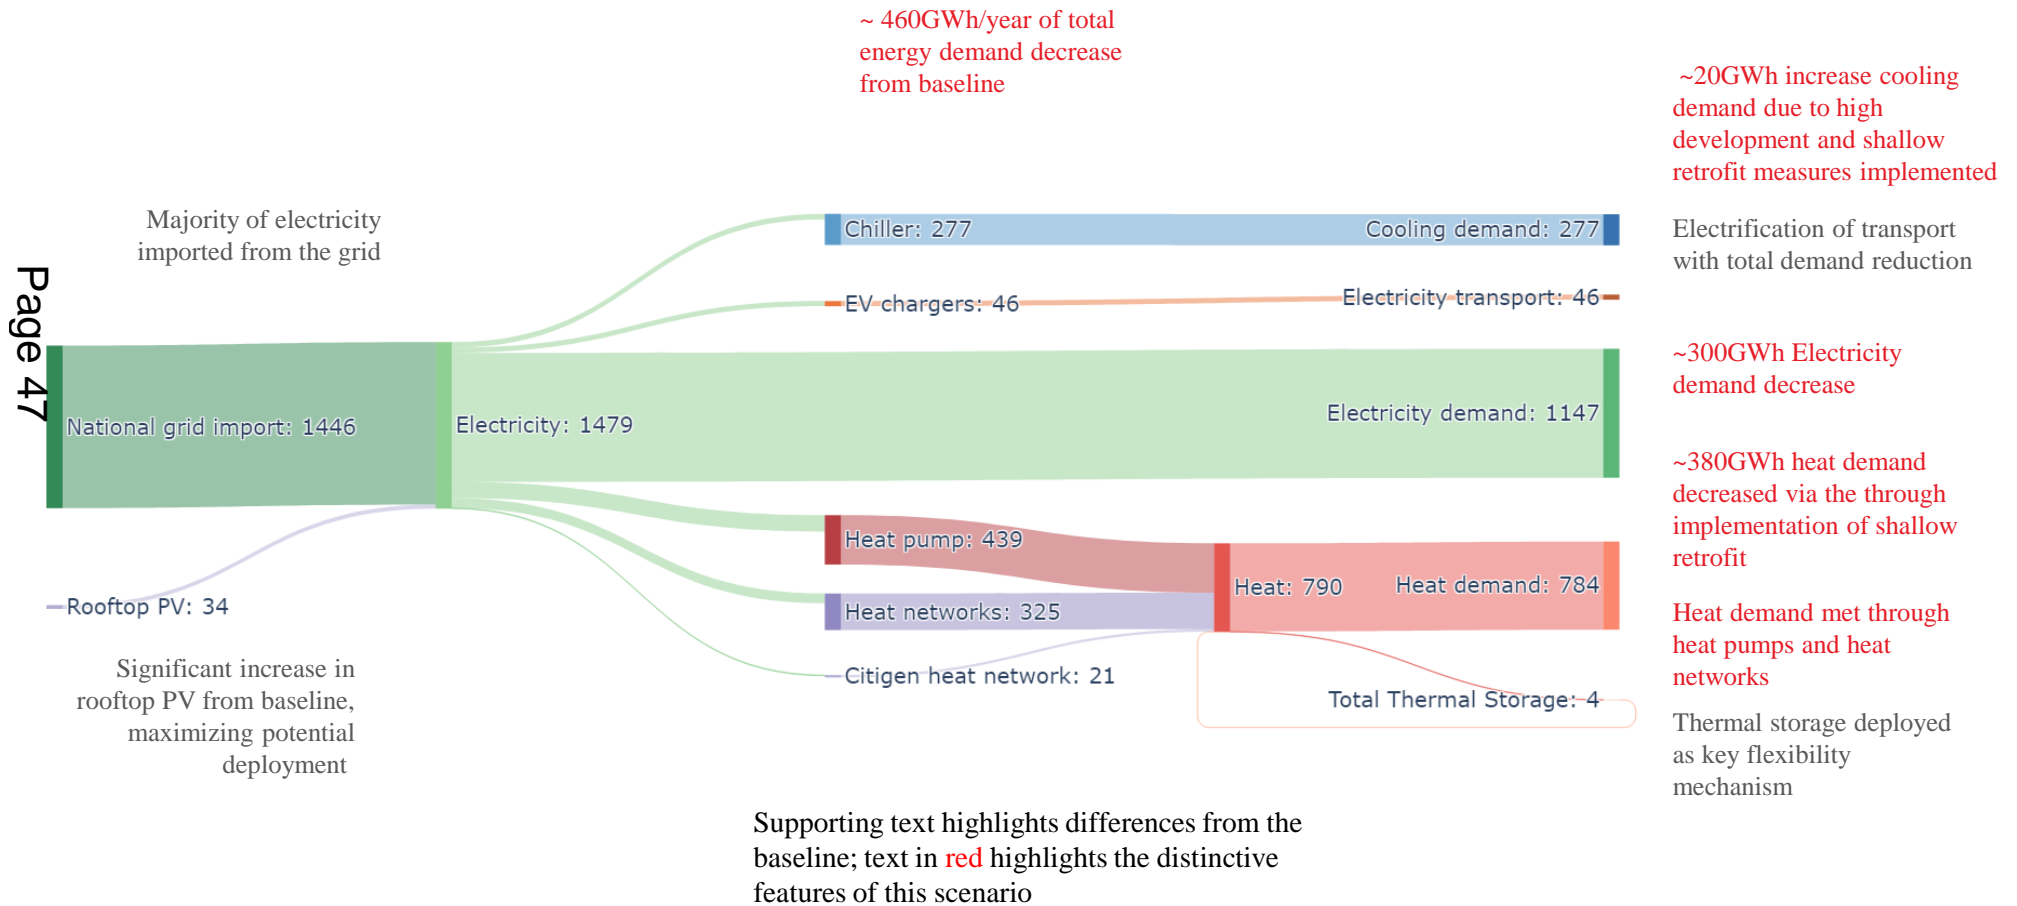 ~ 460GWh/year of total
energy demand decrease
from baseline
~20GWh increase cooling
demand due to high
development and shallow
retrofit measures implemented
Majority of electricity
imported from the grid
Chiller: 277
Cooling demand: 277
Electrification of transport
with total demand reduction
EV chargers: 46
Electricity transport: 46
Page 47
~300GWh Electricity
demand decrease
National grid import: 1446
Electricity: 1479
Electricity demand: 1147
~380GWh heat demand
decreased via the through
implementation of shallow
retrofit
Heat pump: 439
Heat: 790
Heat demand: 784
Rooftop PV: 34
Heat networks: 325
Heat demand met through
heat pumps and heat
networks
Significant increase in
rooftop PV from baseline,
maximizing potential
deployment
Citigen heat network: 21
Total Thermal Storage: 4
Thermal storage deployed
as key flexibility
mechanism
Supporting text highlights differences from the
baseline; text in red highlights the distinctive
features of this scenario